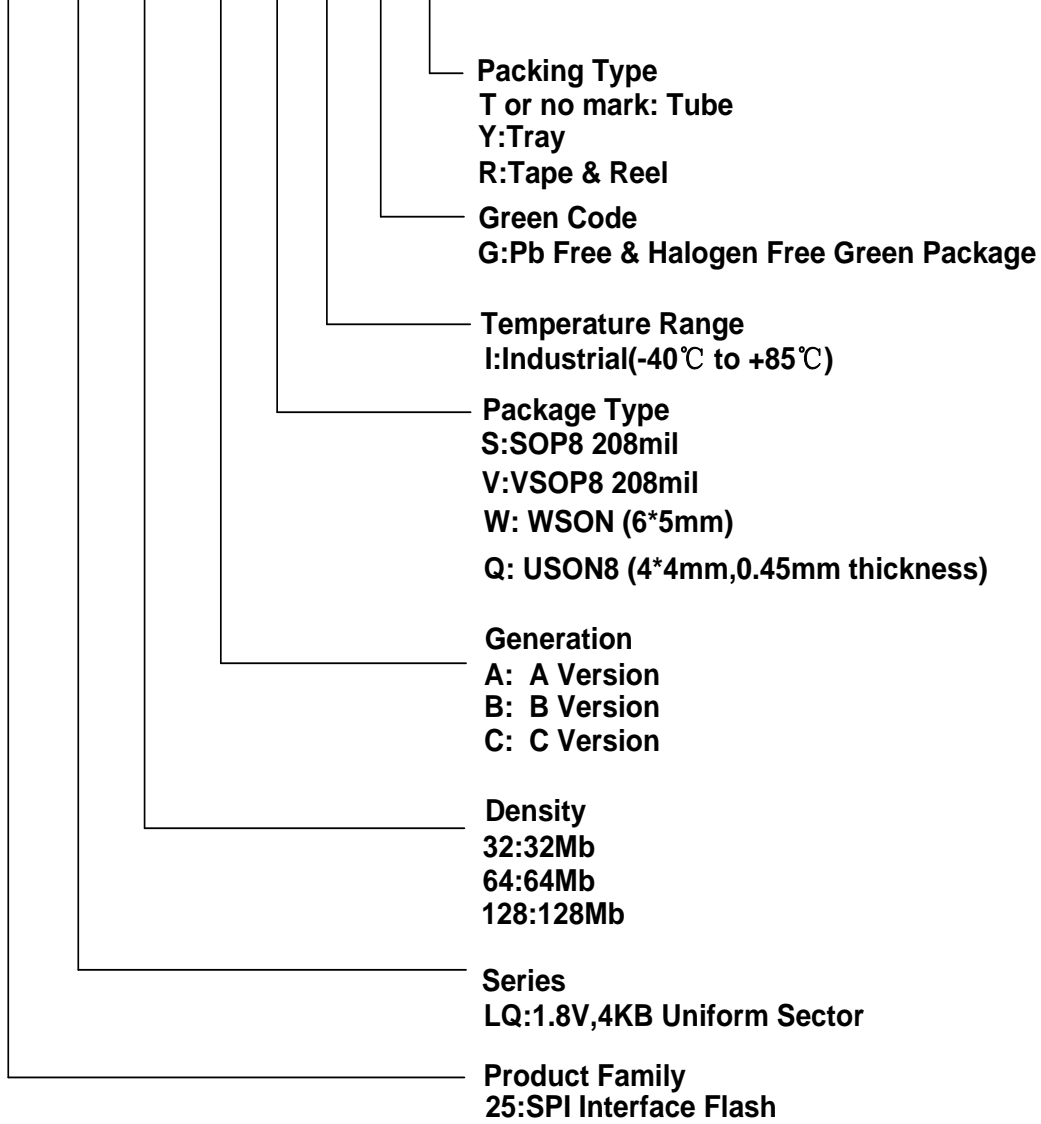 Packing Type
T or no mark: Tube
Y:Tray
R:Tape & Reel
Green Code
G:Pb Free & Halogen Free Green Package
Temperature Range
I:Industrial(-40℃ to +85℃)
Package Type
S:SOP8 208mil
V:VSOP8 208mil
W: WSON (6*5mm)
Q: USON8 (4*4mm,0.45mm thickness)
Generation
A: A Version
B: B Version
C: C Version
Density
32:32Mb
64:64Mb
128:128Mb
Series
LQ:1.8V,4KB Uniform Sector
Product Family
25:SPI Interface Flash